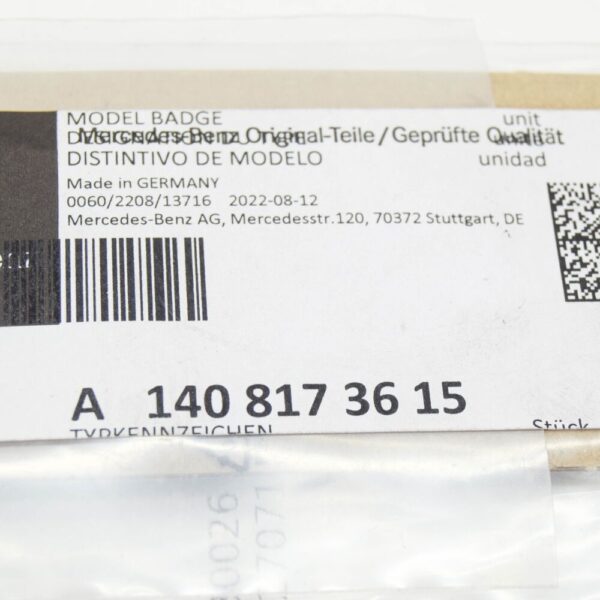 MODEL BADGE unit
Mercedes-Benz Original-Teile/Geprüfte Qualität
DISTINTIVO DE MODELO unidad
Made in GERMANY
0060/2208/13716 2022-08-12
Mercedes-Benz AG, Mercedesstr.120, 70372 Stuttgart, DE
A 140 817 36 15
TYPKENNZEICHEN Stück